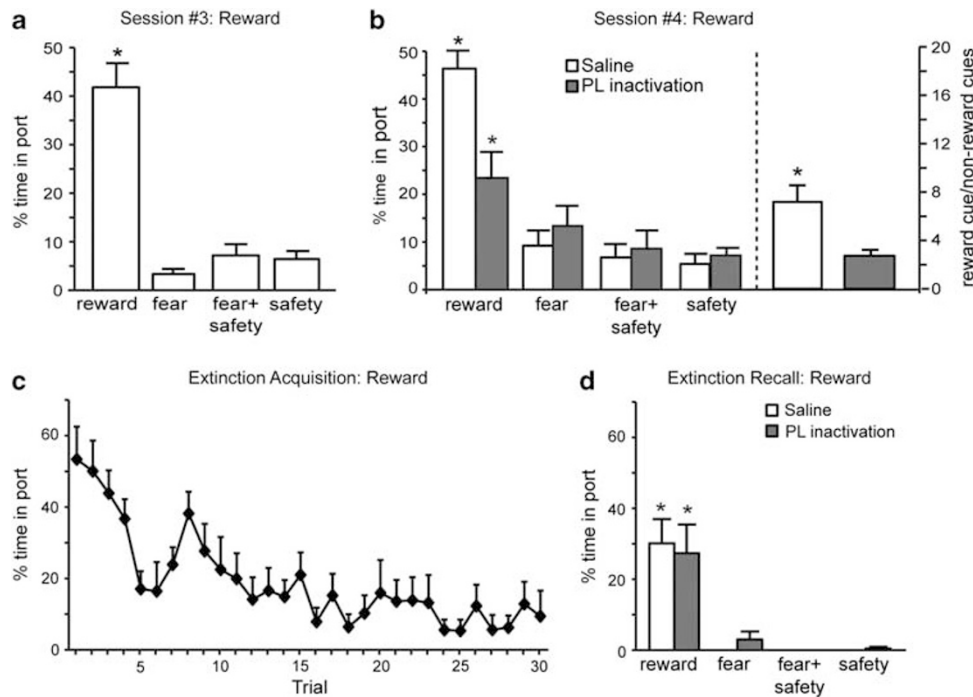 a
Session #3: Reward
% time in port
50
40
30
20
10
0
*
reward
fear
fear+
safety
safety
b
Session #4: Reward
% time in port
50
40
30
20
10
0
*
*
Saline
PL inactivation
reward
fear
fear+
safety
safety
*
20
16
12
8
4
0
reward cue/non-reward cues
c
Extinction Acquisition: Reward
% time in port
60
40
20
0
5
10
15
20
25
30
Trial
d
Extinction Recall: Reward
% time in port
60
40
20
0
Saline
PL inactivation
* *
reward
fear
fear+
safety
safety